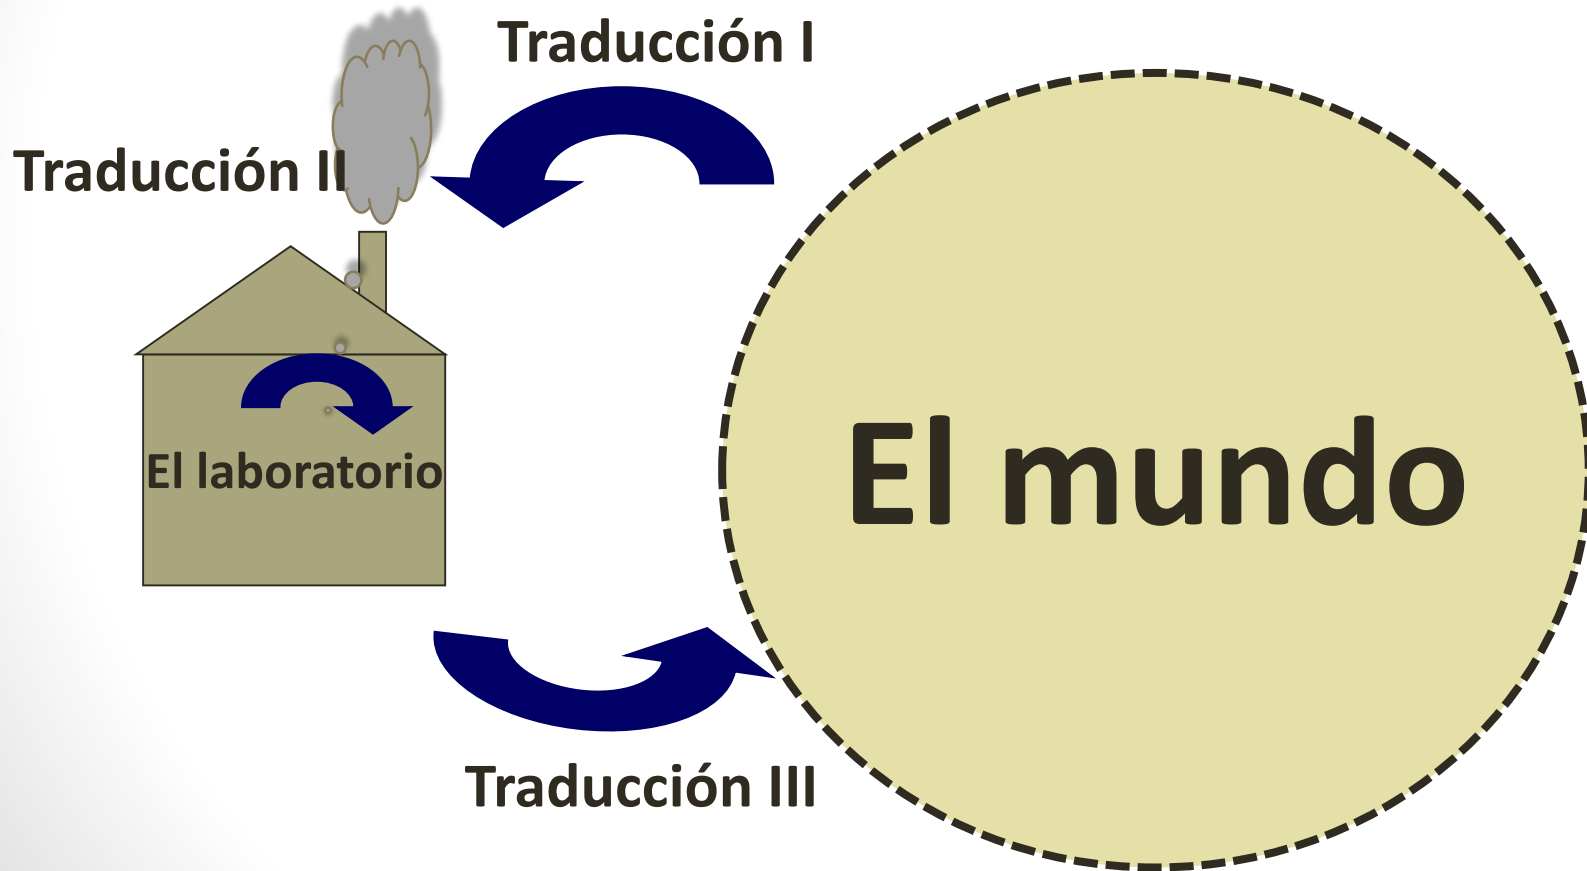 Traducción I
Traducción II
El laboratorio
El mundo
Traducción III